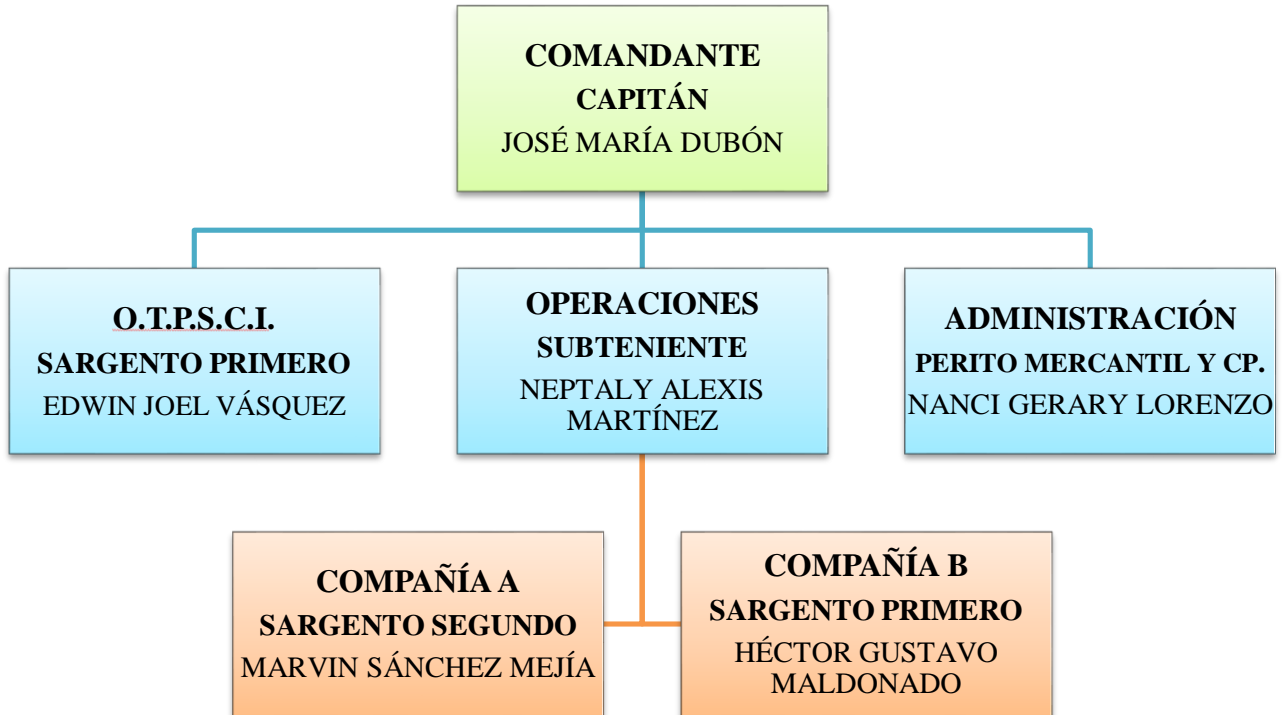 COMANDANTE
CAPITÁN
JOSÉ MARÍA DUBÓN
O.T.P.S.C.I.
SARGENTO PRIMERO
EDWIN JOEL VÁSQUEZ
OPERACIONES
SUBTENIENTE
NEPTALY ALEXIS
MARTÍNEZ
ADMINISTRACIÓN
PERITO MERCANTIL Y CP.
NANCI GERARY LORENZO
COMPAÑÍA A
SARGENTO SEGUNDO
MARVIN SÁNCHEZ MEJÍA
COMPAÑÍA B
SARGENTO PRIMERO
HÉCTOR GUSTAVO
MALDONADO